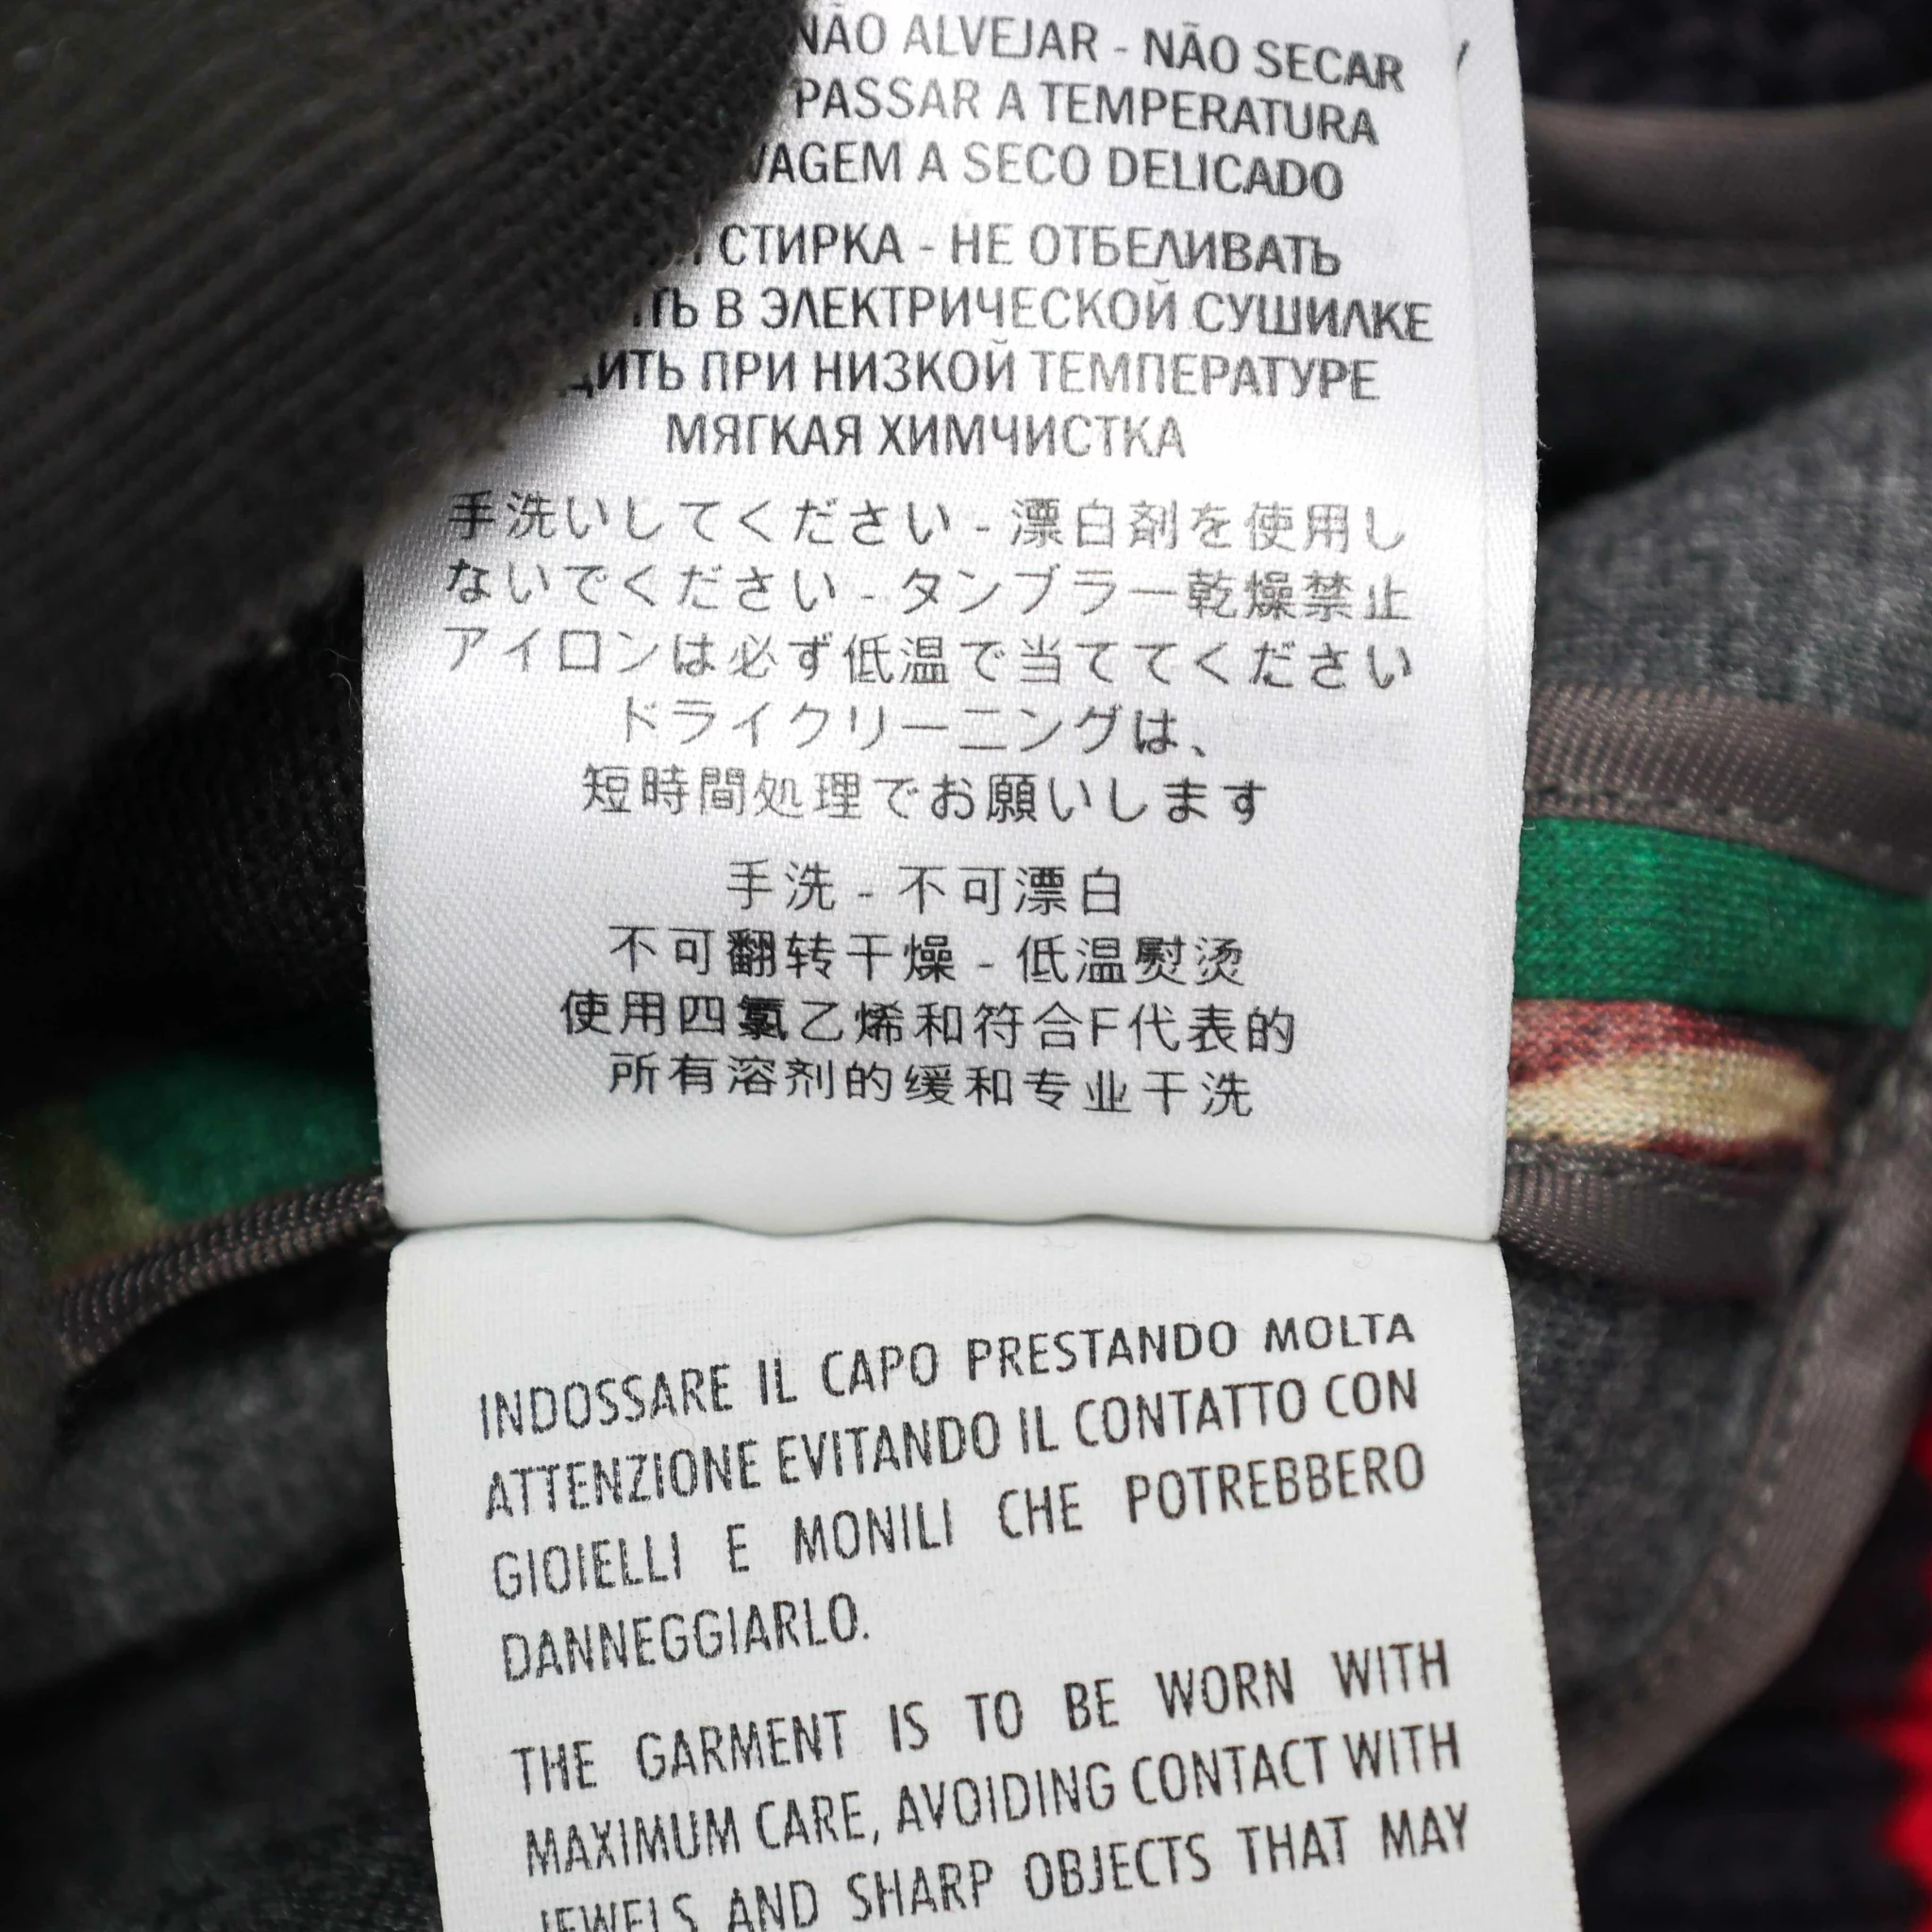 NÃO ALVEJAR - NÃO SECAR
PASSAR A TEMPERATURA
A SECO DELICADO
СТИРКА - НЕ ОТБЕЛИВАТЬ
В ЭЛЕКТРИЧЕСКОЙ СУШИЛКЕ
ПРИ НИЗКОЙ ТЕМПЕРАТУРЕ
МЯГКАЯ ХИМЧИСТКА
手洗いしてください - 漂白剤を使用し
ないでください - タンブラー乾燥禁止
アイロンは必ず低温で当ててください
ドライクリーニングは、
短時間処理でお願いします
手洗 - 不可漂白
不可翻转干燥 - 低温熨烫
使用四氯乙烯和符合F代表的
所有溶剂的缓和专业干洗
INDOSSARE IL CAPO PRESTANDO MOLTA
ATTENZIONE EVITANDO IL CONTATTO CON
GIOIELLI E MONILI CHE POTREBBERO
DANNEGGIARLO.
THE GARMENT IS TO BE WORN WITH
MAXIMUM CARE, AVOIDING CONTACT WITH
JEWELS AND SHARP OBJECTS THAT MAY